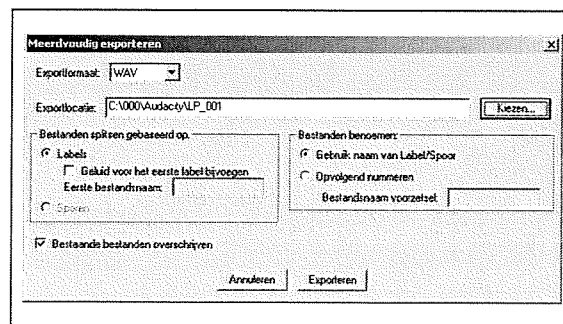 Meerdvoudig exporteren
Exportformaat: WAV
Exportlocatie: C:\000\Audacity\LP_001 Kiezen...
Bestanden splitsen gebaseerd op:
Labels
Geluid voor het eerste label bijvoegen
Eerste bestandsnaam:
Sporen
Bestanden benoemen:
Gebruik naam van Label/Spoor
Opvolgend nummeren
Bestandsnaam voorzetsel:
Bestaande bestanden overschrijven
Annuleren Exporteren